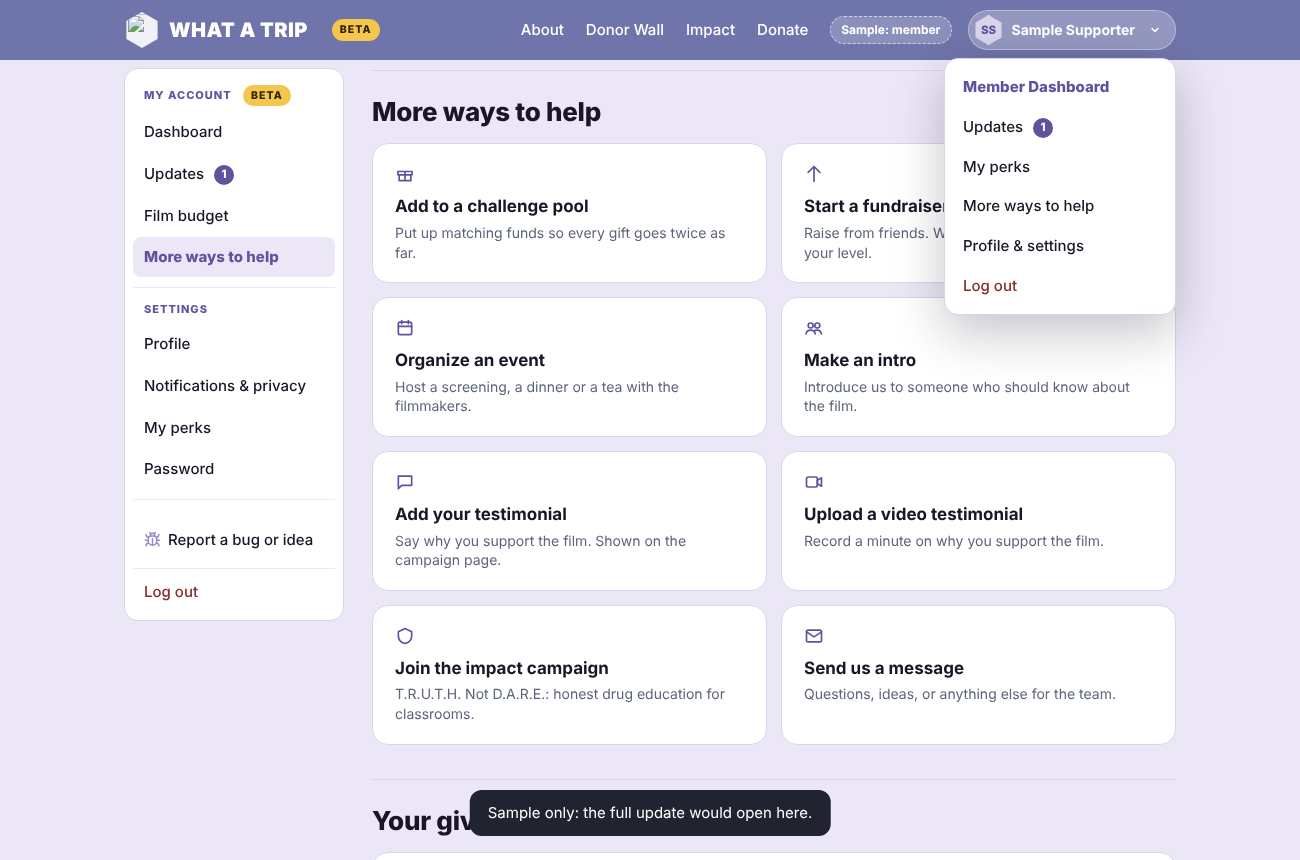 WHAT A TRIP
BETA
About
Donor Wall
Impact
Donate
Sample: member
SS
Sample Supporter
MY ACCOUNT
BETA
Dashboard
Updates 1
Film budget
More ways to help
SETTINGS
Profile
Notifications & privacy
My perks
Password
Report a bug or idea
Log out
Member Dashboard
Updates 1
My perks
More ways to help
Profile & settings
Log out
More ways to help
Add to a challenge pool
Put up matching funds so every gift goes twice as
far.
Start a fundraiser
Raise from friends.
your level.
Organize an event
Host a screening, a dinner or a tea with the
filmmakers.
Make an intro
Introduce us to someone who should know about
the film.
Add your testimonial
Say why you support the film. Shown on the
campaign page.
Upload a video testimonial
Record a minute on why you support the film.
Join the impact campaign
T.R.U.T.H. Not D.A.R.E.: honest drug education for
classrooms.
Send us a message
Questions, ideas, or anything else for the team.
Your
Sample only: the full update would open here.